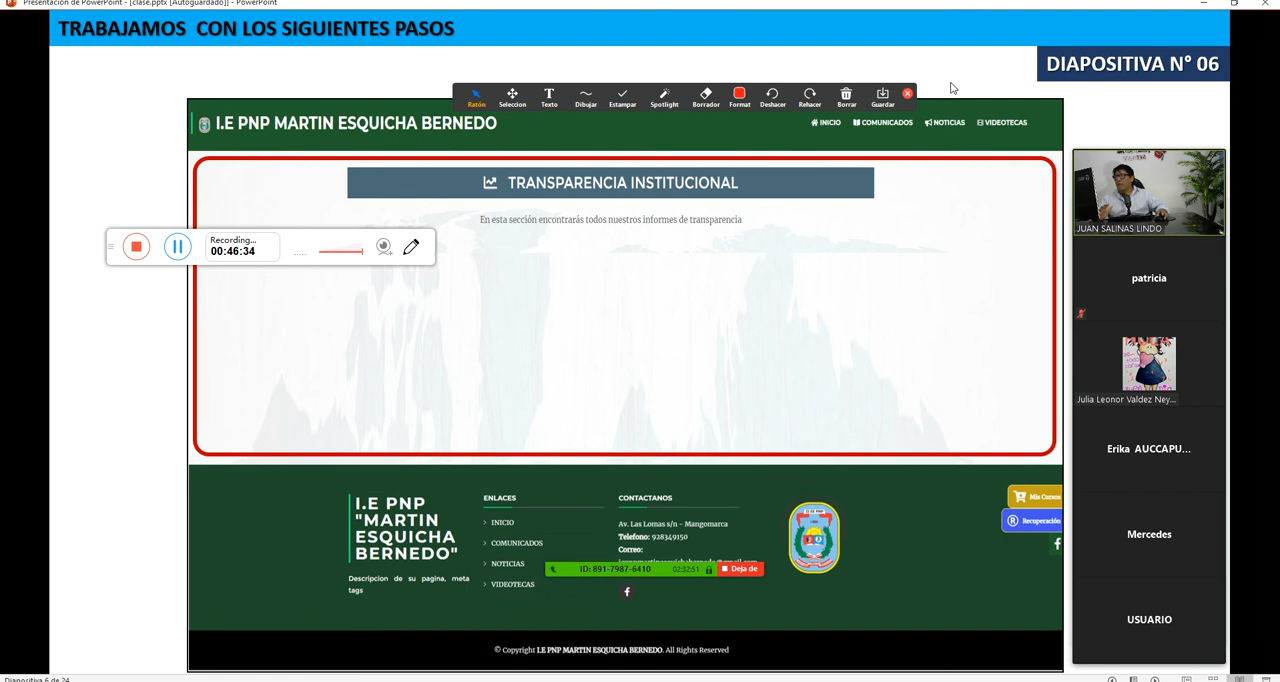 Presentación de PowerPoint - [clase.pptx [Autoguardado]] - PowerPoint
TRABAJAMOS CON LOS SIGUIENTES PASOS
DIAPOSITIVA N° 06
Ratón
Seleccion
Texto
Dibujar
Estampar
Spotlight
Borrador
Format
Deshacer
Rehacer
Borrar
Guardar
I.E PNP MARTIN ESQUICHA BERNEDO
INICIO
COMUNICADOS
NOTICIAS
VIDEOTECAS
TRANSPARENCIA INSTITUCIONAL
En esta sección encontrarás todos nuestros informes de transparencia
Recording...
00:46:34
JUAN SALINAS LINDO
patricia
Julia Leonor Valdez Ney...
Erika AUCCAPU...
Mercedes
USUARIO
I.E PNP
"MARTIN
ESQUICHA
BERNEDO"
Descripcion de su pagina, meta
tags
ENLACES
INICIO
COMUNICADOS
NOTICIAS
VIDEOTECAS
CONTACTANOS
Av. Las Lomas s/n - Mangomarca
Telefono: 928349150
Correo:
ID: 891-7987-6410
02:32:51
Deja de
Mis Cursos
Recuperación
© Copyright I.E PNP MARTIN ESQUICHA BERNEDO. All Rights Reserved
Diapositiva 6 de 24